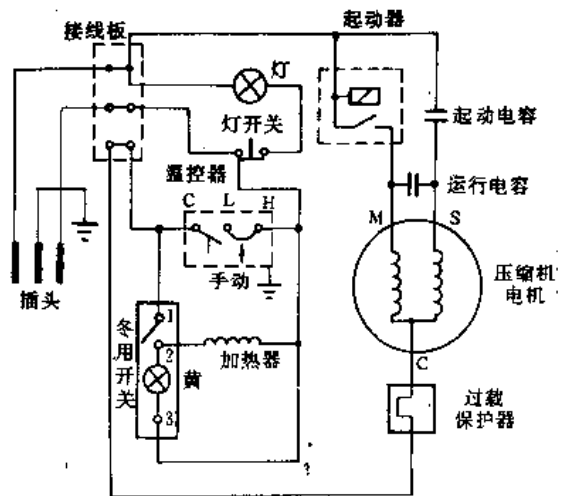 接线板
起动器
灯
灯开关
起动电容
温控器
运行电容
C
L
H
M
S
手动
压缩机
电机
插头
冬用开关
1
2
加热器
黄
3
C
过载
保护器